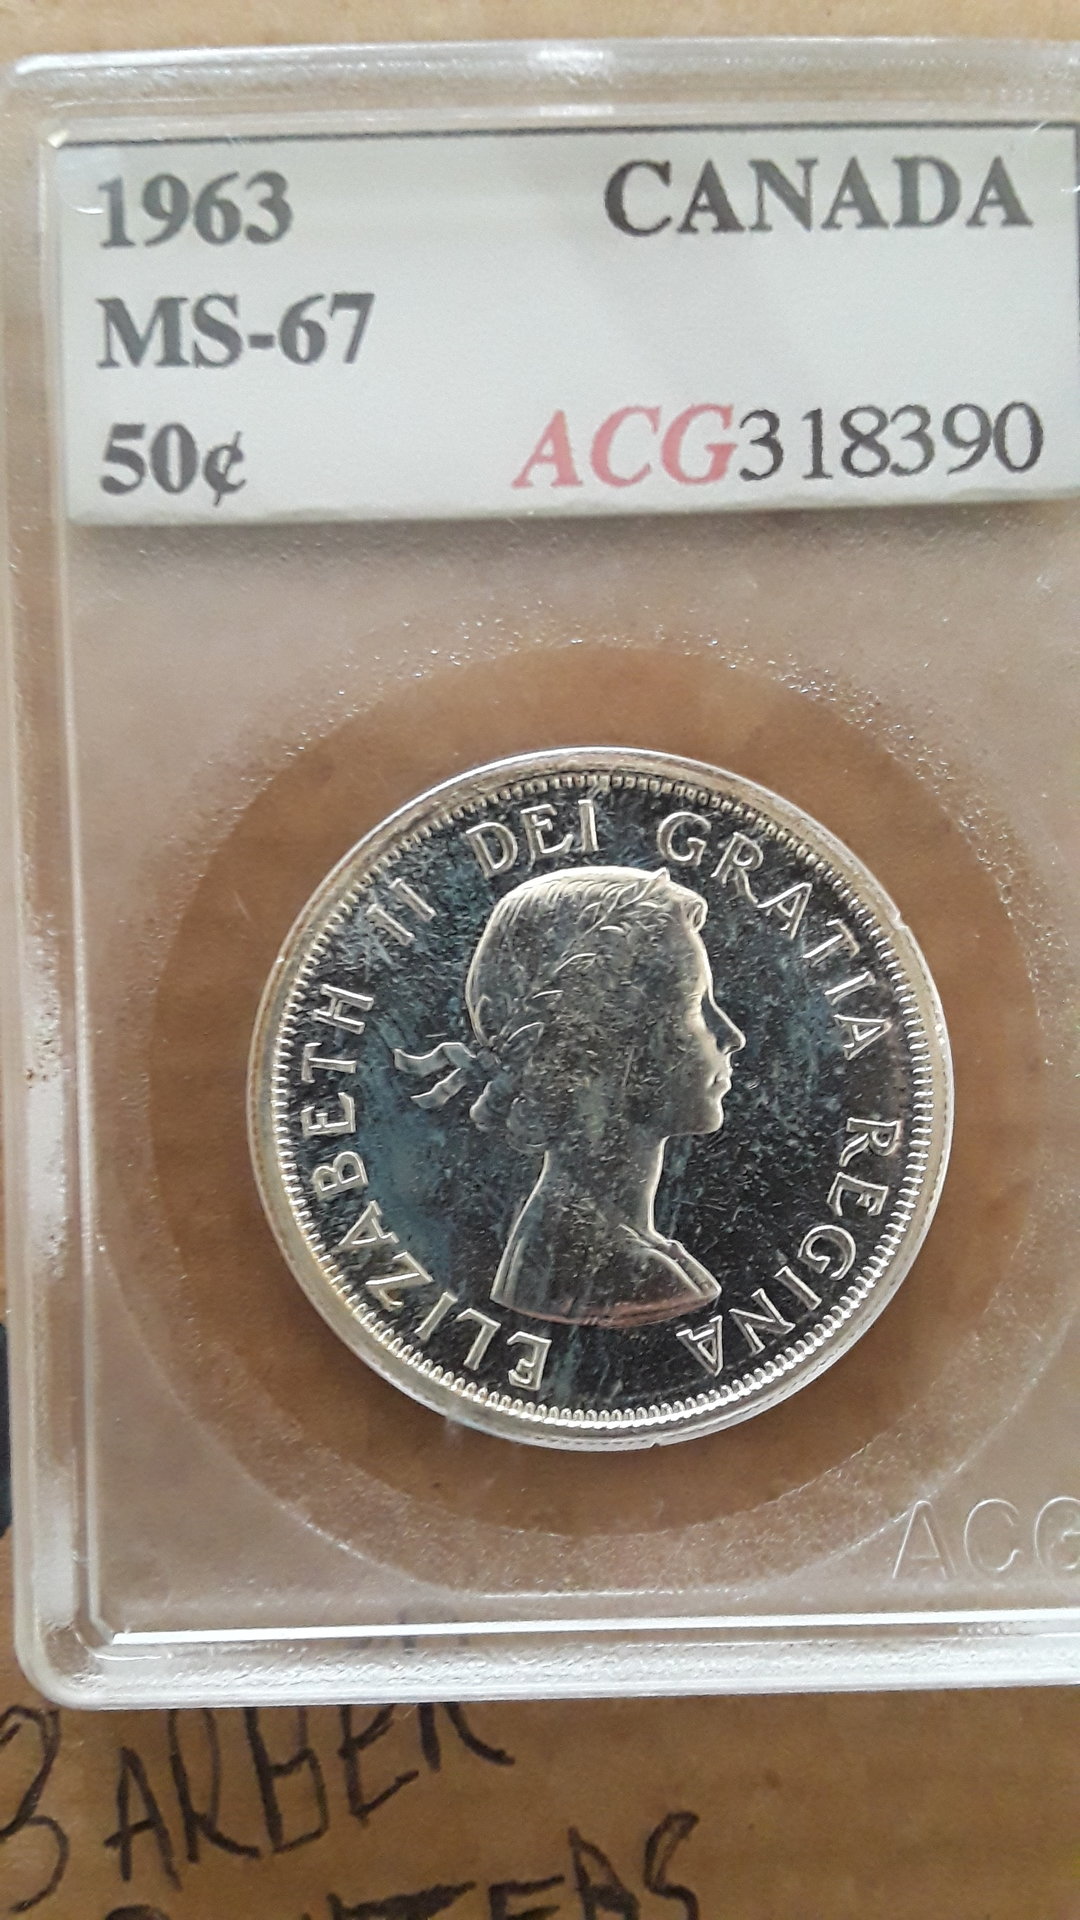 1963 CANADA
MS-67
50¢ ACG318390
ELIZABETH II DEI GRATIA REGINA
ACG
BARBER